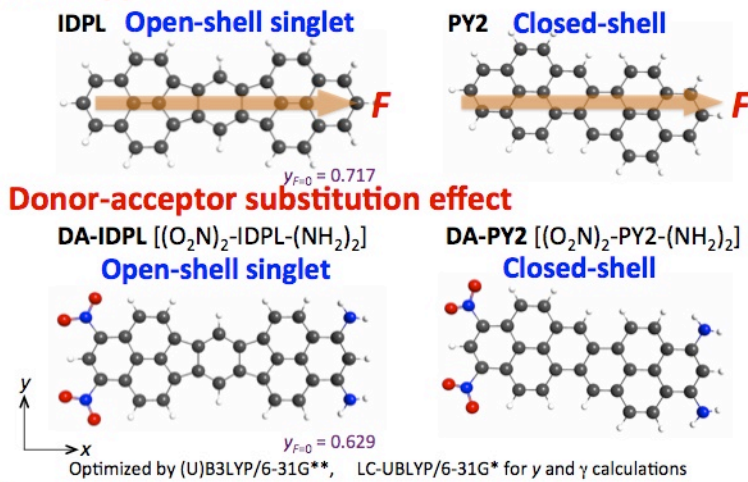 IDPL Open-shell singlet
PY2 Closed-shell
F
F
y_{F=0} = 0.717
Donor-acceptor substitution effect
DA-IDPL [(O₂N)₂-IDPL-(NH₂)₂]
Open-shell singlet
DA-PY2 [(O₂N)₂-PY2-(NH₂)₂]
Closed-shell
y
x
y_{F=0} = 0.629
Optimized by (U)B3LYP/6-31G**, LC-UBLYP/6-31G* for y and γ calculations